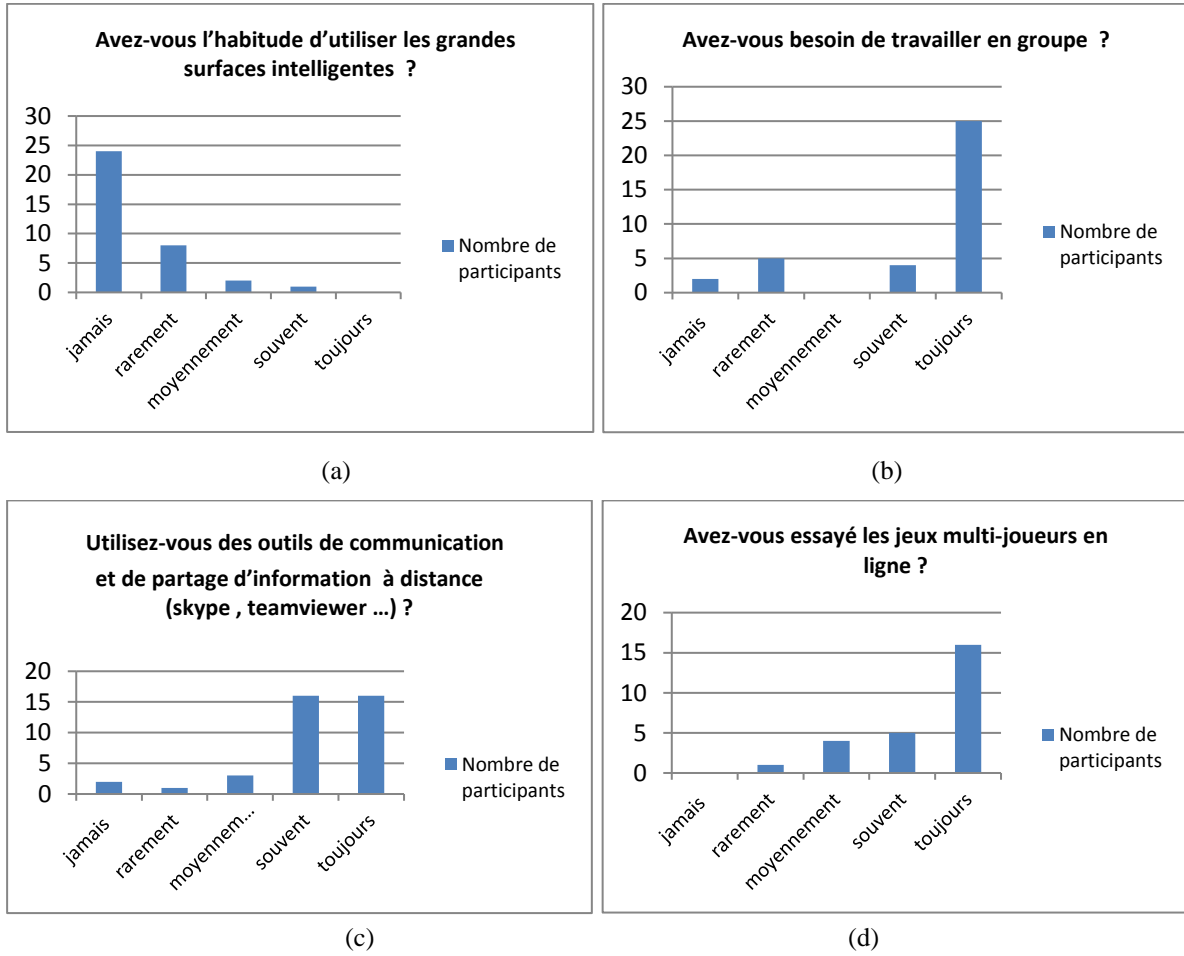 Avez-vous l’habitude d’utiliser les grandes
surfaces intelligentes ?
30
25
20
15
10
5
0
jamais
rarement
moyennement
souvent
toujours
Nombre de
participants
(a)
Avez-vous besoin de travailler en groupe ?
30
25
20
15
10
5
0
jamais
rarement
moyennement
souvent
toujours
Nombre de
participants
(b)
Utilisez-vous des outils de communication
et de partage d’information à distance
(skype , teamviewer …) ?
20
15
10
5
0
jamais
rarement
moyennem...
souvent
toujours
Nombre de
participants
(c)
Avez-vous essayé les jeux multi-joueurs en
ligne ?
20
15
10
5
0
jamais
rarement
moyennement
souvent
toujours
Nombre de
participants
(d)